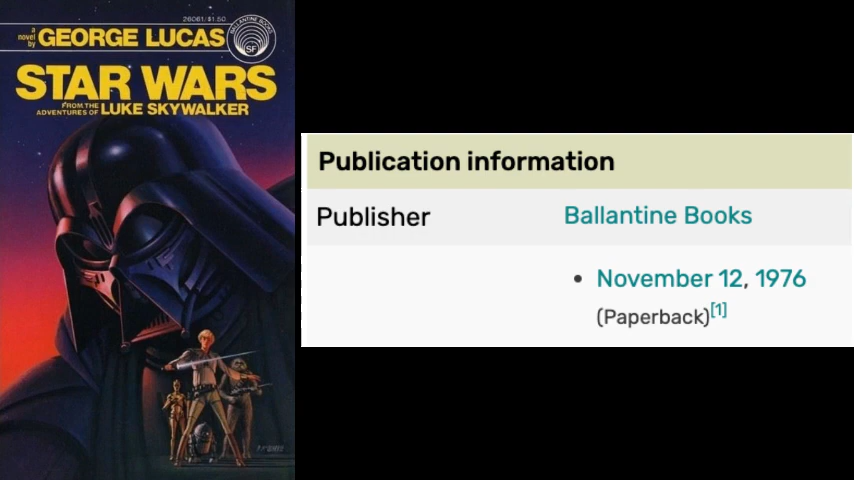 26061/$1.50
a novel by GEORGE LUCAS
BALLANTINE BOOKS
SF
STAR WARS
FROM THE
ADVENTURES OF LUKE SKYWALKER
Publication information
Publisher Ballantine Books
• November 12, 1976
(Paperback)[1]